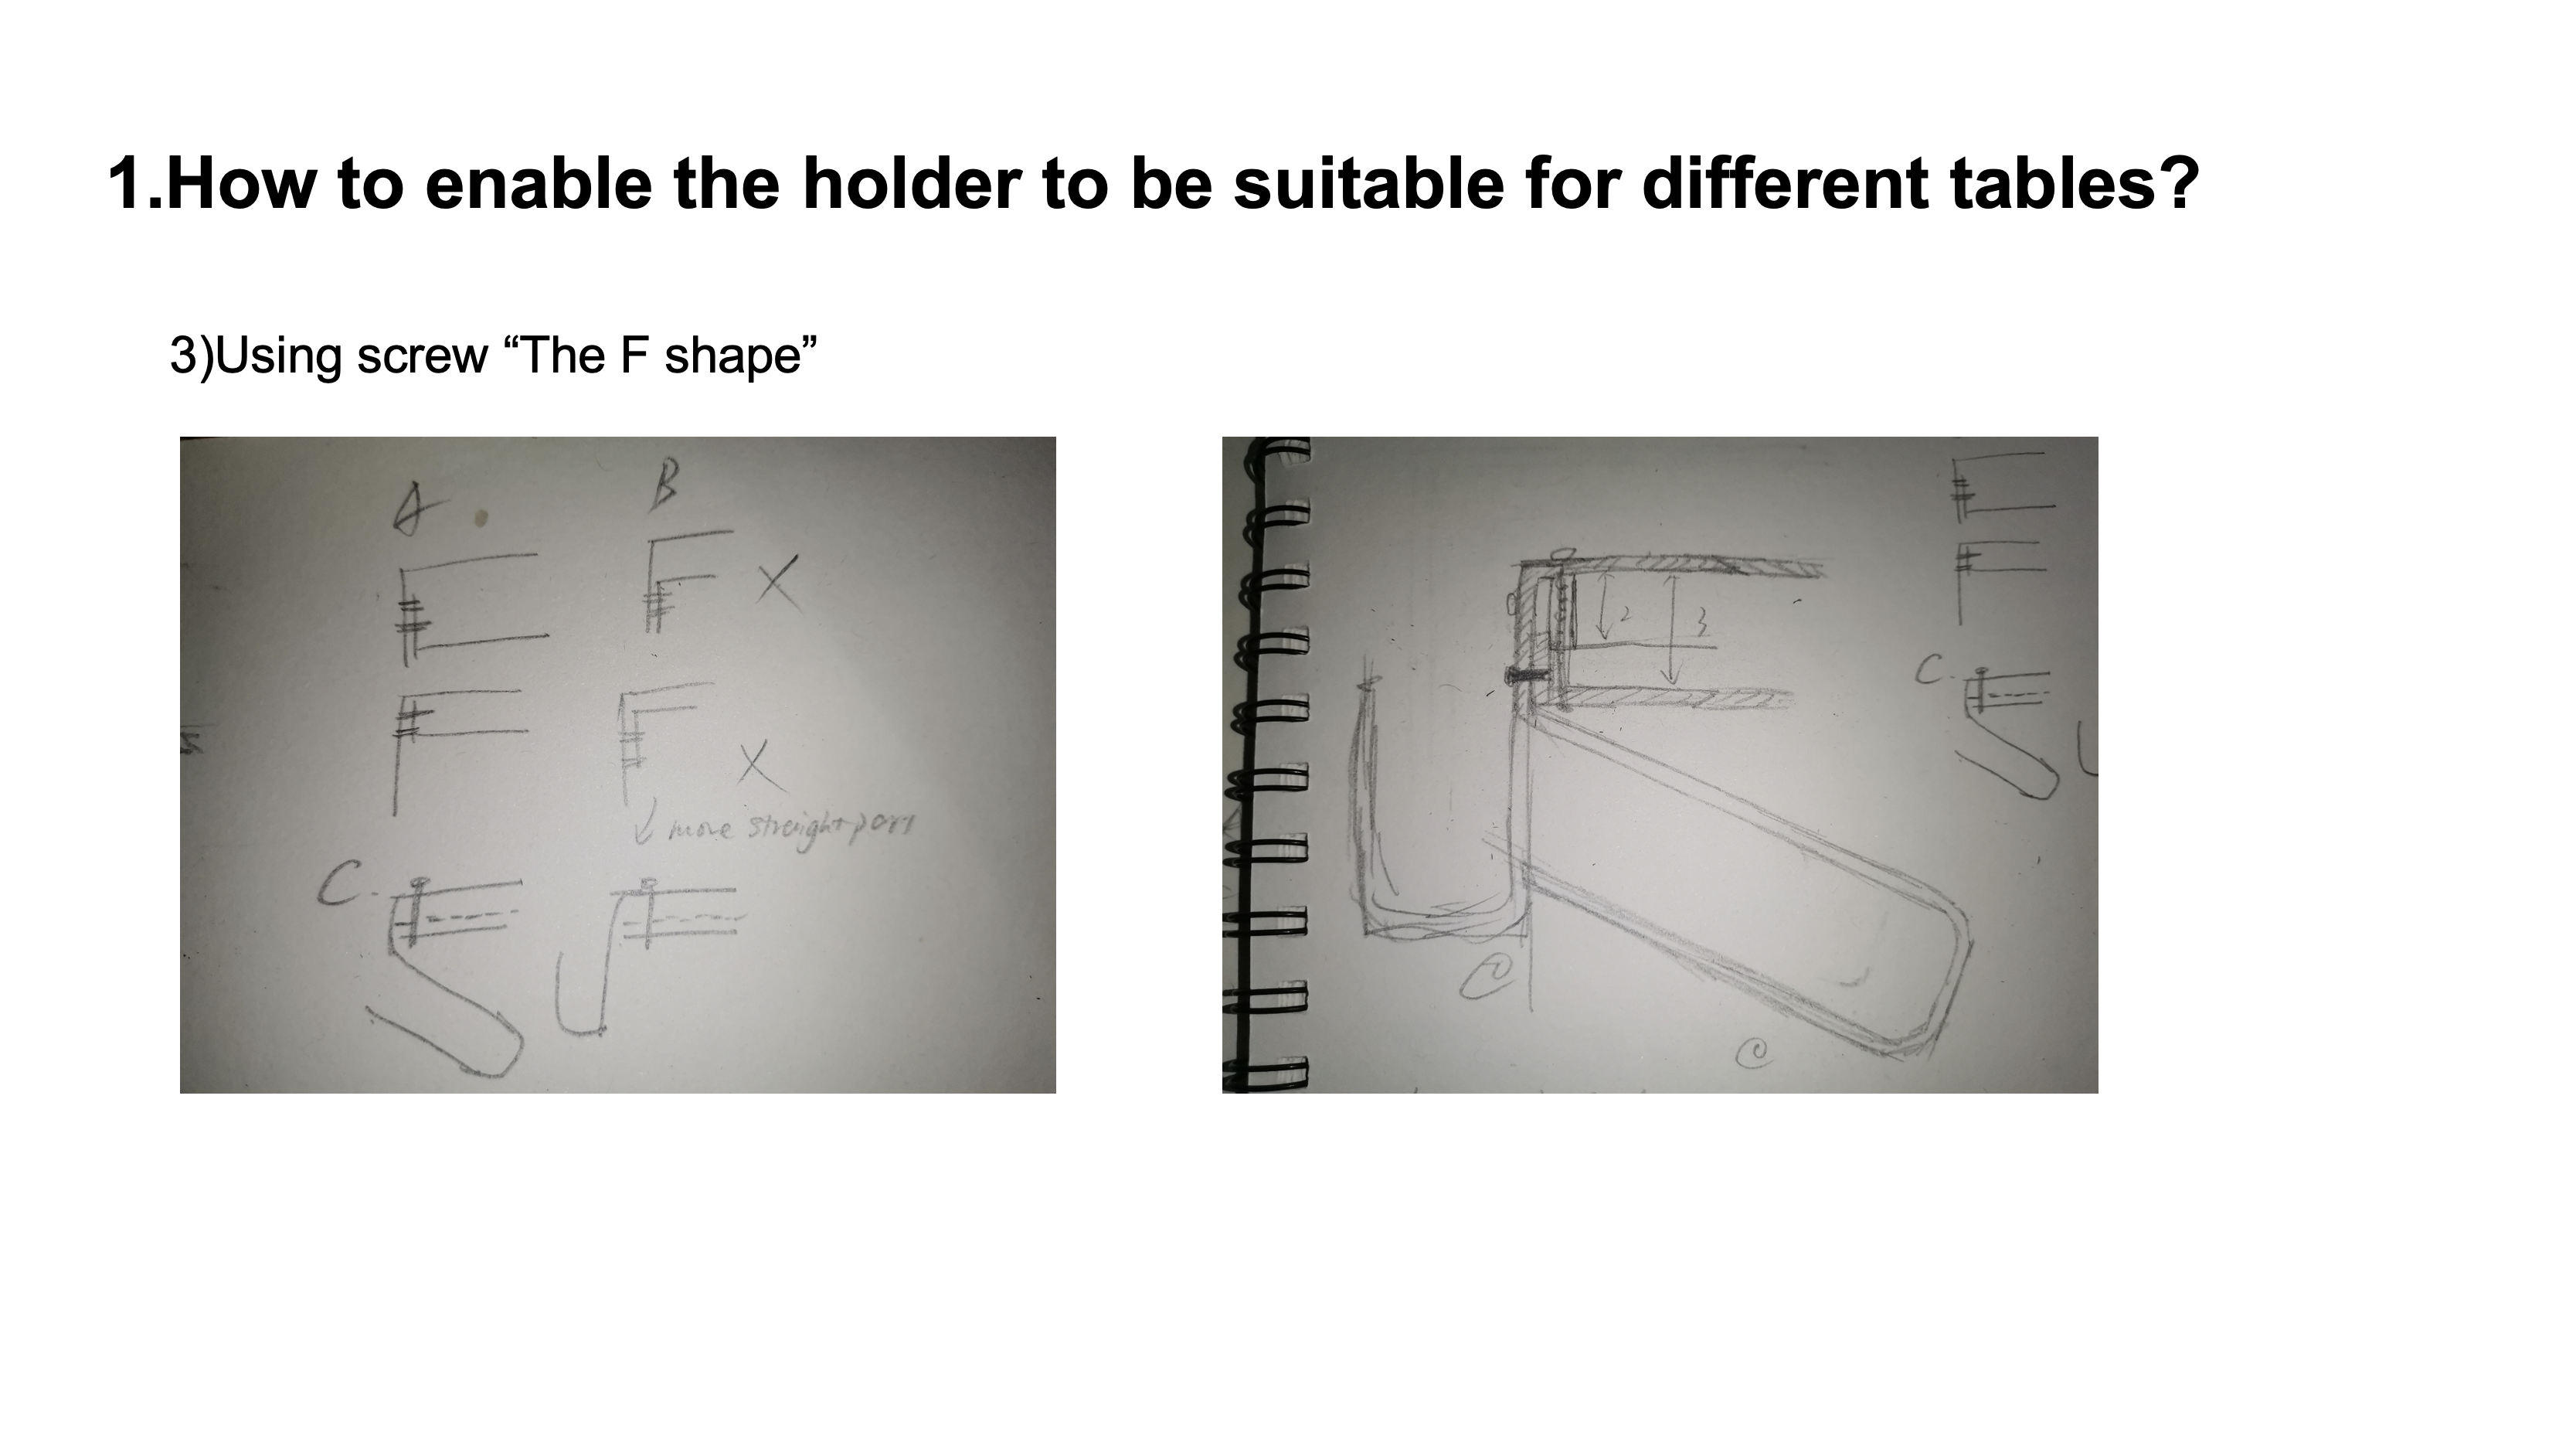 1.How to enable the holder to be suitable for different tables?
3)Using screw “The F shape”
A
B
X
X
more straight part
C
2
3
C